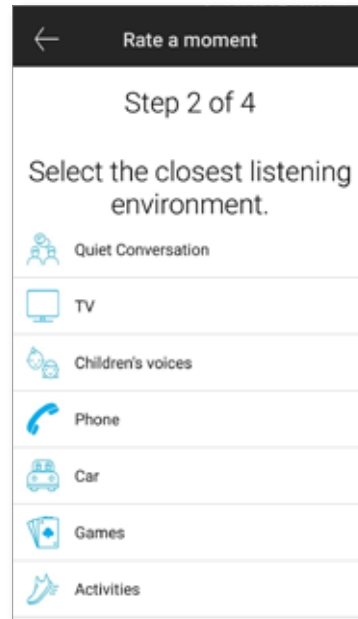 Rate a moment
Step 2 of 4
Select the closest listening
environment.
Quiet Conversation
TV
Children's voices
Phone
Car
Games
Activities